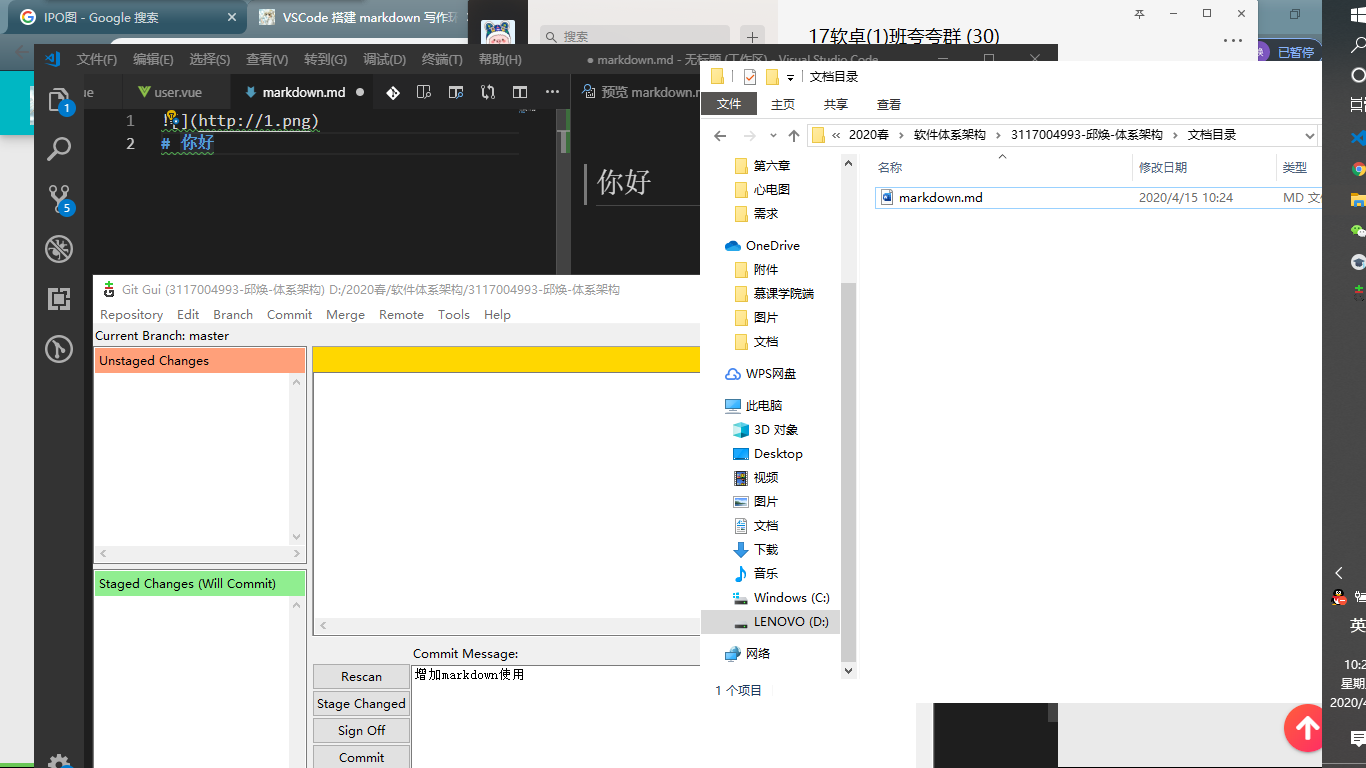 IPO图 - Google 搜索
VSCode 搭建 markdown 写作环
搜索
17软卓(1)班夸夸群 (30)
已暂停
文件(F)
编辑(E)
选择(S)
查看(V)
转到(G)
调试(D)
终端(T)
帮助(H)
● markdown.md - 无标题 (工作区) - Visual Studio Code
ue
user.vue
markdown.md
预览 markdown.m
1
5
1 ![](http://1.png)
2 # 你好
你好
Git Gui (3117004993-邱焕-体系架构) D:/2020春/软件体系架构/3117004993-邱焕-体系架构
Repository Edit Branch Commit Merge Remote Tools Help
Current Branch: master
Unstaged Changes
Staged Changes (Will Commit)
Commit Message:
增加markdown使用
Rescan
Stage Changed
Sign Off
Commit
文档目录
文件 主页 共享 查看
« 2020春 › 软件体系架构 › 3117004993-邱焕-体系架构 › 文档目录
名称 修改日期 类型
markdown.md 2020/4/15 10:24 MD 文
第六章
心电图
需求
OneDrive
附件
慕课学院端
图片
文档
WPS网盘
此电脑
3D 对象
Desktop
视频
图片
文档
下载
音乐
Windows (C:)
LENOVO (D:)
网络
1 个项目
英
10:2
星期
2020/4